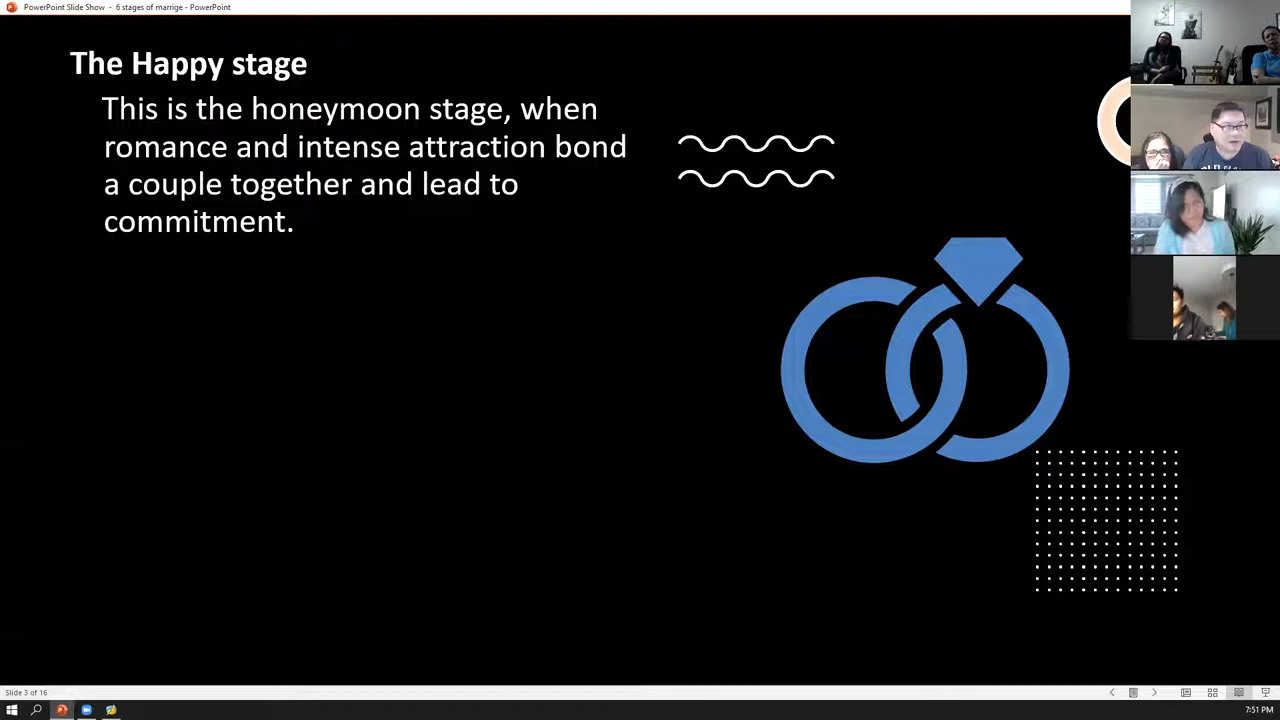 PowerPoint Slide Show - 6 stages of marrige - PowerPoint
The Happy stage
This is the honeymoon stage, when
romance and intense attraction bond
a couple together and lead to
commitment.
Slide 3 of 16
7:51 PM